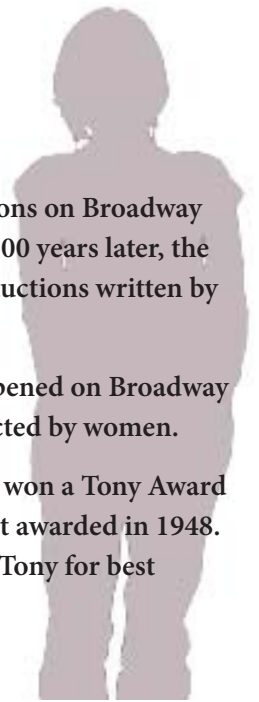 ons on Broadway
00 years later, the
uctions written by
ened on Broadway
cted by women.
won a Tony Award
t awarded in 1948.
Tony for best